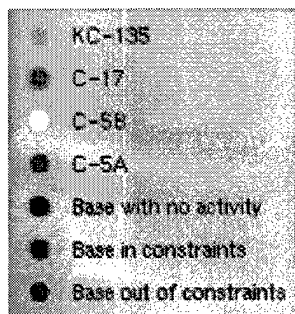 KC-135
C-17
C-5B
C-5A
Base with no activity
Base in constraints
Base out of constraints